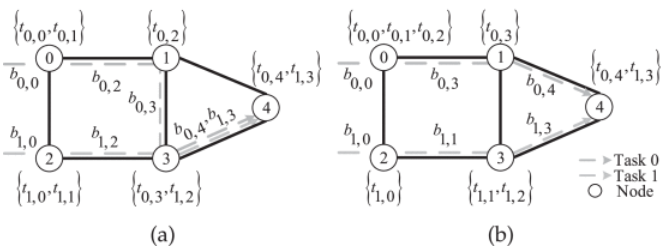 {t0,0, t0,1} {t0,2} {t0,0, t0,1, t0,2} {t0,3}
0 1 {t0,4, t1,3} 0 1 {t0,4, t1,3}
b0,0 b0,2 b0,0 b0,3 b0,4
b0,3 4 4
b1,0 b1,2 b0,4, b1,3 b1,0 b1,1 b1,3
2 3 2 3 Task 0
Task 1
{t1,0, t1,1} {t0,3, t1,2} {t1,0} {t1,1, t1,2} Node
(a) (b)